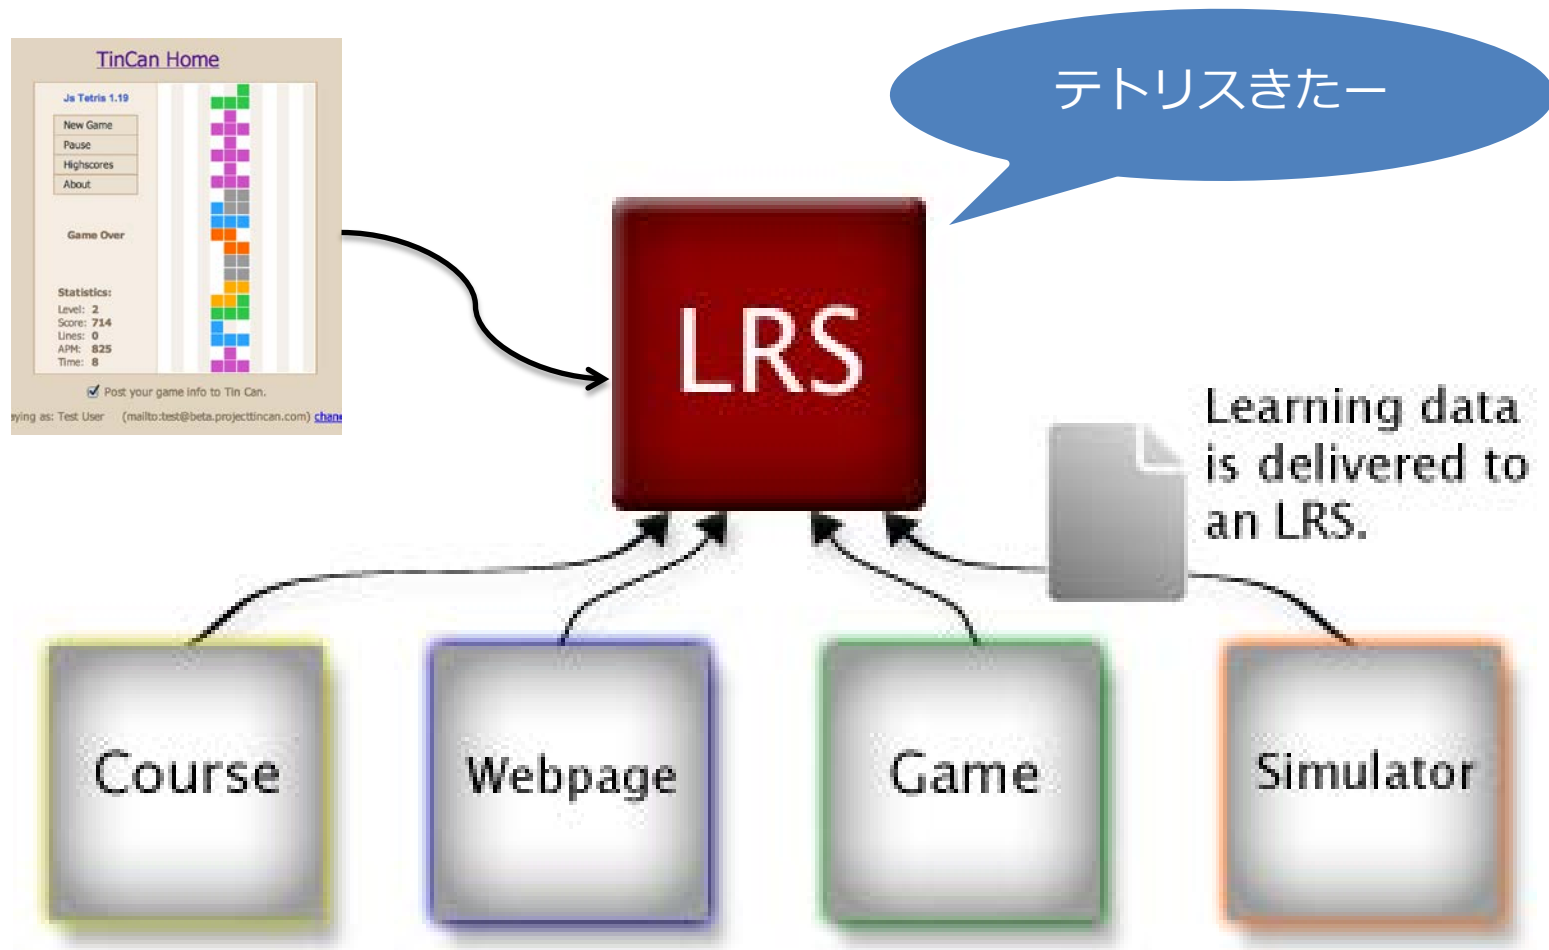 TinCan Home
Js Tetris 1.19
New Game
Pause
Highscores
About
Game Over
Statistics:
Level: 2
Score: 714
Lines: 0
APM: 825
Time: 8
Post your game info to Tin Can.
aying as: Test User (mailto:test@beta.projecttincan.com) chan
テトリスきたー
LRS
Learning data
is delivered to
an LRS.
Course
Webpage
Game
Simulator